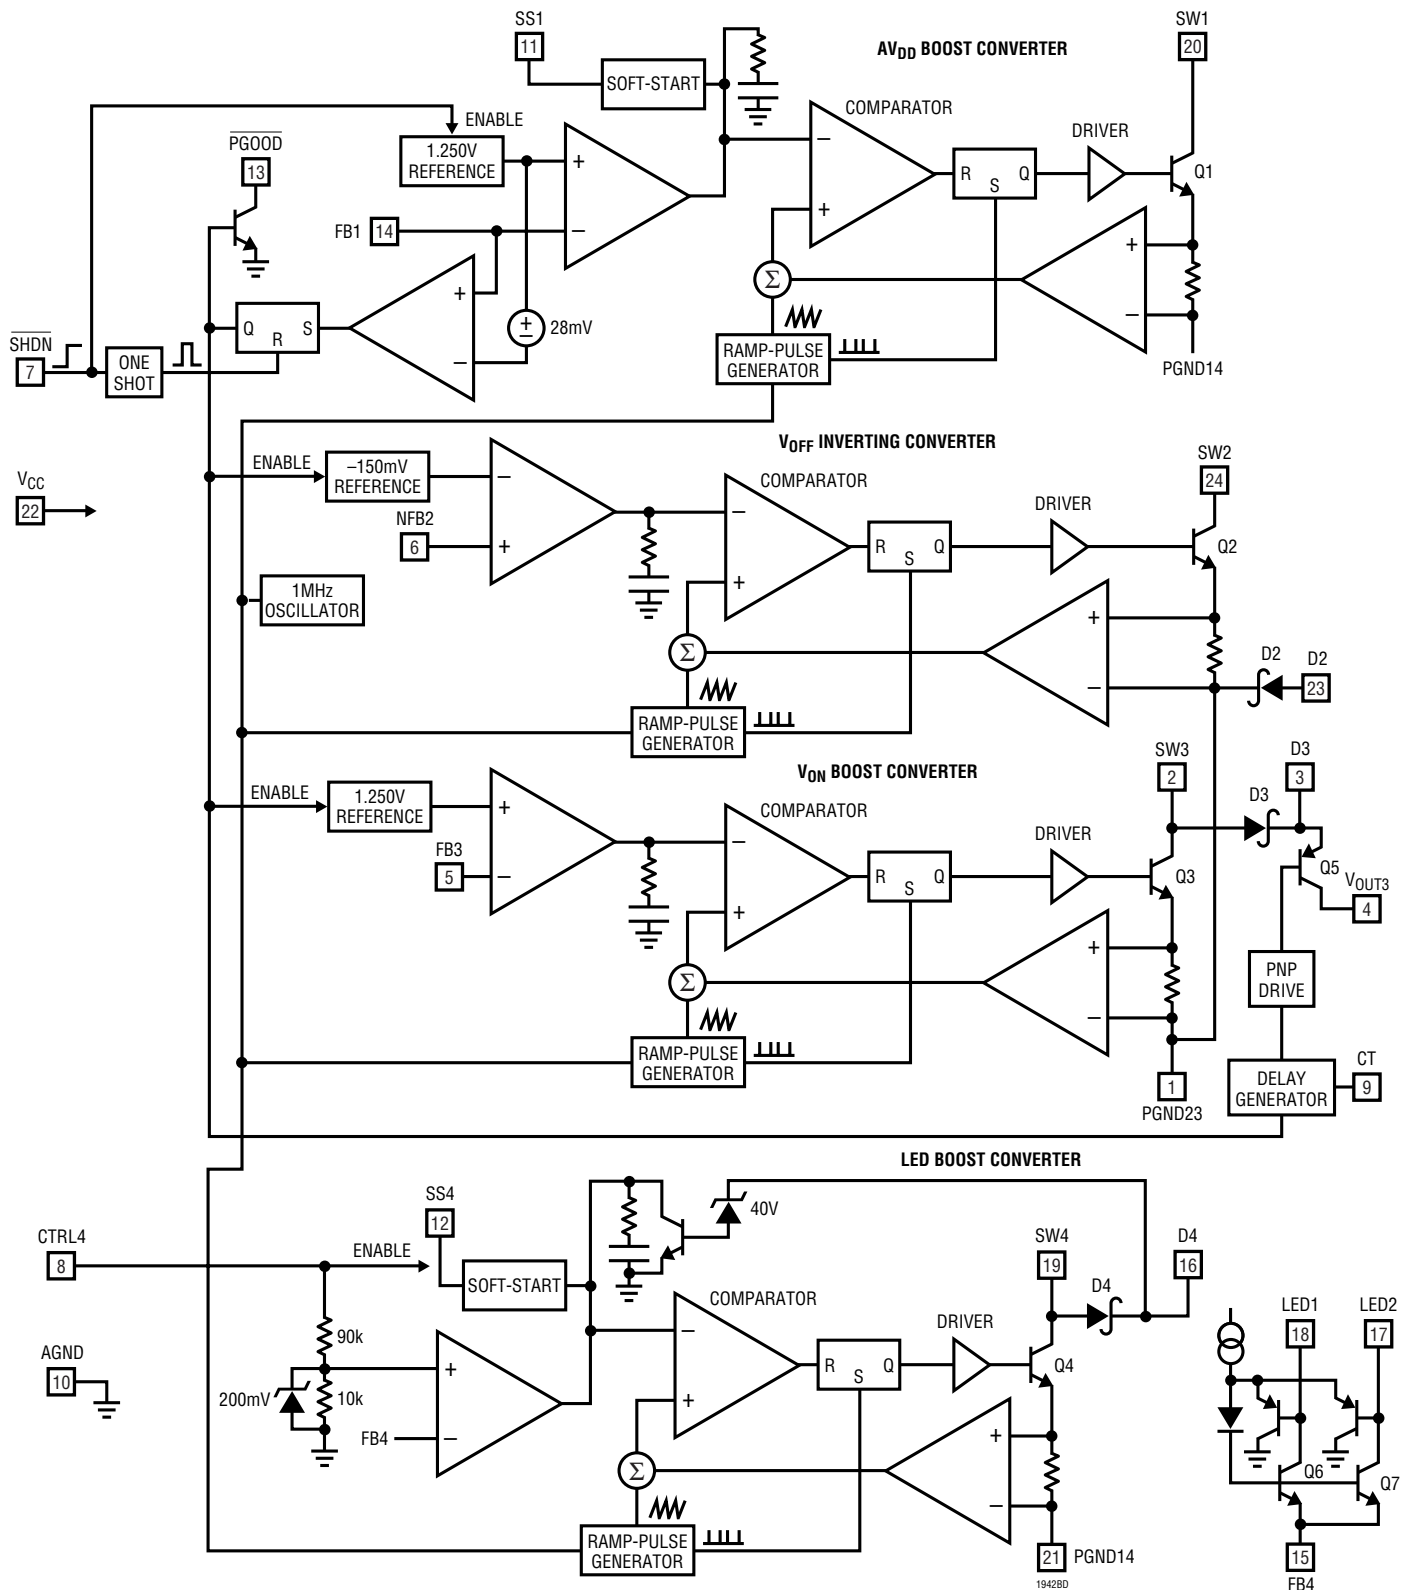 SS1
11
AVDD BOOST CONVERTER
SW1
20
SOFT-START
COMPARATOR
ENABLE
1.250V
REFERENCE
PGOOD
13
DRIVER
+
−
−
+
R
S
Q
Q1
FB1
14
+
−
Σ
+
−
28mV
+
−
SHDN
7
ONE
SHOT
Q
R
S
RAMP-PULSE
GENERATOR
PGND14
VOFF INVERTING CONVERTER
SW2
24
VCC
22
ENABLE
−150mV
REFERENCE
−
+
NFB2
6
COMPARATOR
−
+
R
S
Q
DRIVER
Q2
1MHz
OSCILLATOR
Σ
+
−
D2
D2
23
RAMP-PULSE
GENERATOR
VON BOOST CONVERTER
SW3
2
D3
3
D3
ENABLE
1.250V
REFERENCE
+
−
FB3
5
COMPARATOR
−
+
R
S
Q
DRIVER
Q3
Q5
VOUT3
4
Σ
+
−
PNP
DRIVE
RAMP-PULSE
GENERATOR
1
PGND23
DELAY
GENERATOR
CT
9
LED BOOST CONVERTER
SS4
12
40V
CTRL4
8
ENABLE
SOFT-START
SW4
19
D4
16
D4
COMPARATOR
−
+
R
S
Q
DRIVER
Q4
LED1
18
LED2
17
90k
AGND
10
200mV
10k
+
−
FB4
Σ
+
−
Q6
Q7
RAMP-PULSE
GENERATOR
21
PGND14
15
FB4
1942BD